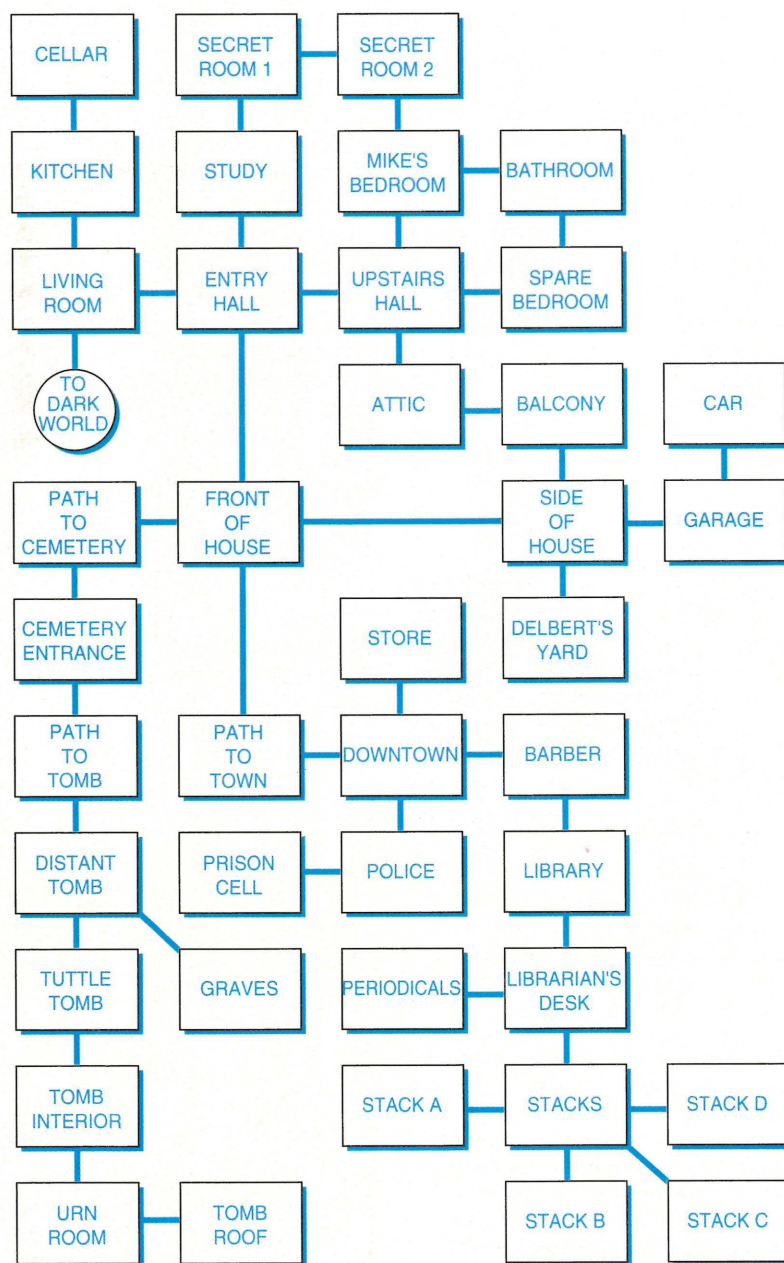 CELLAR
SECRET
ROOM 1
SECRET
ROOM 2
KITCHEN
STUDY
MIKE'S
BEDROOM
BATHROOM
LIVING
ROOM
ENTRY
HALL
UPSTAIRS
HALL
SPARE
BEDROOM
TO
DARK
WORLD
ATTIC
BALCONY
CAR
PATH
TO
CEMETERY
FRONT
OF
HOUSE
SIDE
OF
HOUSE
GARAGE
CEMETERY
ENTRANCE
STORE
DELBERT'S
YARD
PATH
TO
TOMB
PATH
TO
TOWN
DOWNTOWN
BARBER
DISTANT
TOMB
PRISON
CELL
POLICE
LIBRARY
TUTTLE
TOMB
GRAVES
PERIODICALS
LIBRARIAN'S
DESK
TOMB
INTERIOR
STACK A
STACKS
STACK D
URN
ROOM
TOMB
ROOF
STACK B
STACK C